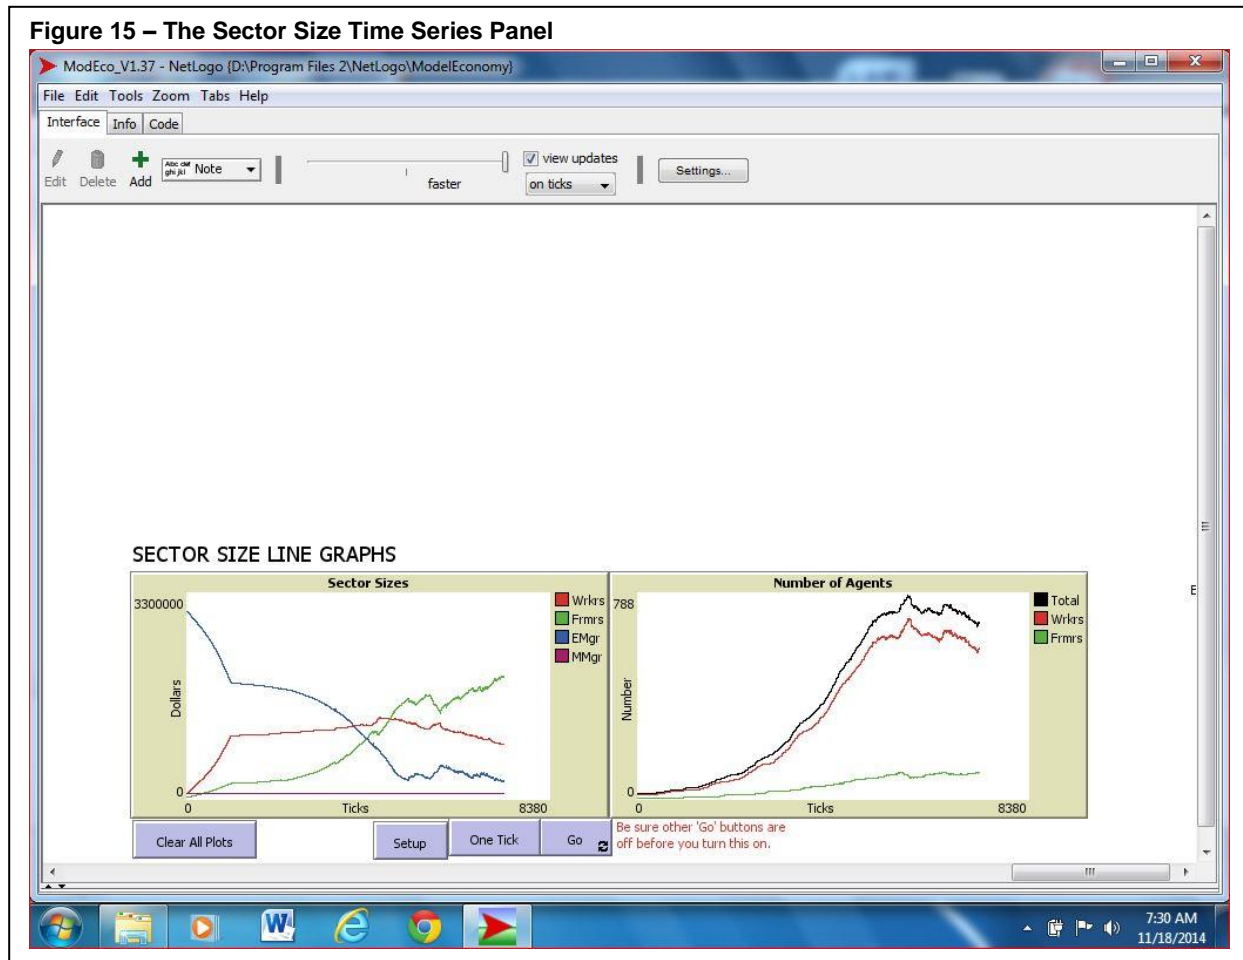 Figure 15 – The Sector Size Time Series Panel
ModEco_V1.37 - NetLogo {D:\Program Files 2\NetLogo\ModelEconomy}
File Edit Tools Zoom Tabs Help
Interface Info Code
Edit Delete Add
Abc def
ghi jkl
Note
faster
view updates
on ticks
Settings...
SECTOR SIZE LINE GRAPHS
Sector Sizes
3300000
Dollars
0
0 Ticks 8380
Wrkrs
Frmrs
EMgr
MMgr
Number of Agents
788
Number
0
0 Ticks 8380
Total
Wrkrs
Frmrs
E
Clear All Plots
Setup
One Tick
Go
Be sure other 'Go' buttons are
off before you turn this on.
7:30 AM
11/18/2014